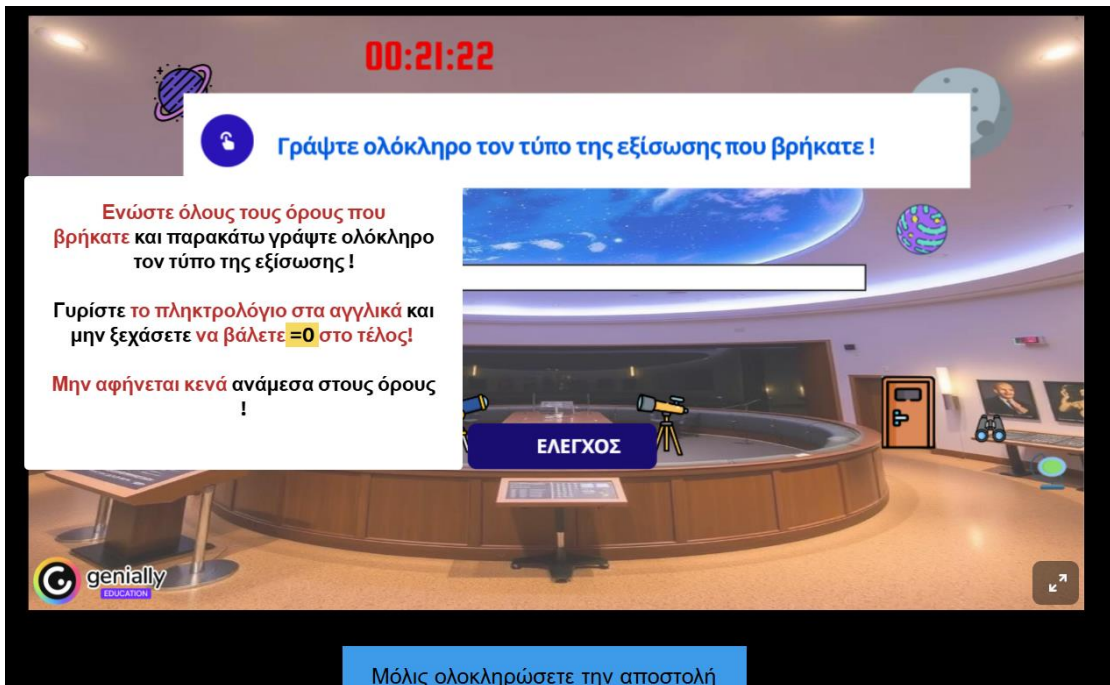 00:21:22
Γράψτε ολόκληρο τον τύπο της εξίσωσης που βρήκατε !
Ενώστε όλους τους όρους που
βρήκατε και παρακάτω γράψτε ολόκληρο
τον τύπο της εξίσωσης !
Γυρίστε το πληκτρολόγιο στα αγγλικά και
μην ξεχάσετε να βάλετε =0 στο τέλος!
Μην αφήνεται κενά ανάμεσα στους όρους
!
ΕΛΕΓΧΟΣ
genially
EDUCATION
Μόλις ολοκληρώσετε την αποστολή